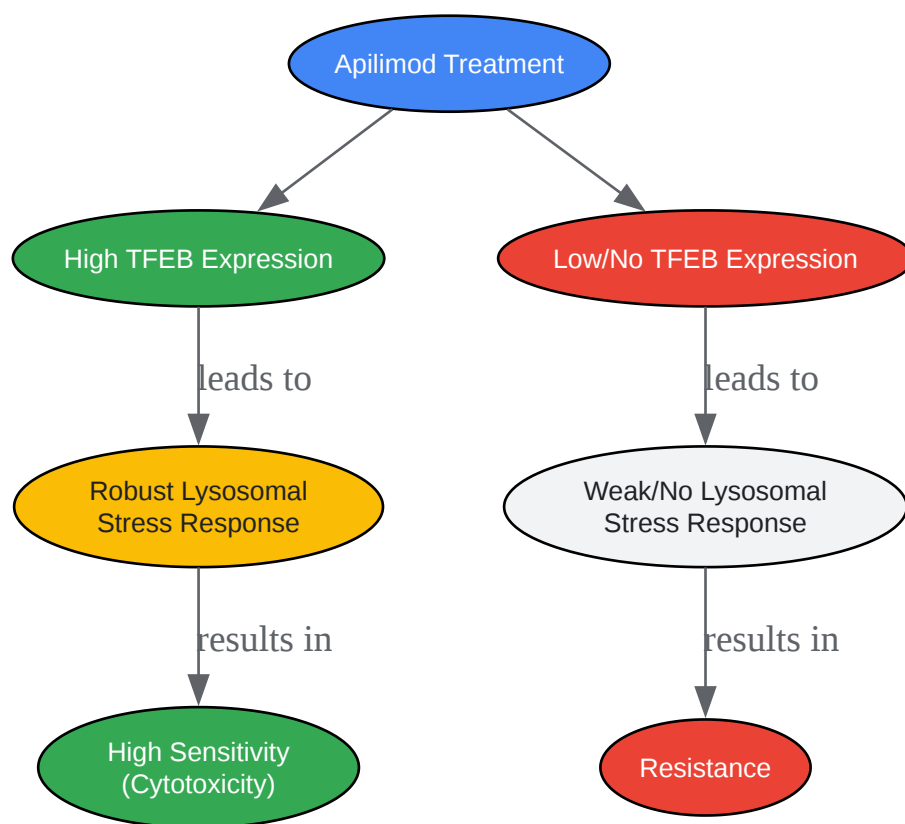 Apilimod Treatment
High TFEB Expression
Low/No TFEB Expression
leads to
leads to
Robust Lysosomal
Stress Response
Weak/No Lysosomal
Stress Response
results in
results in
High Sensitivity
(Cytotoxicity)
Resistance